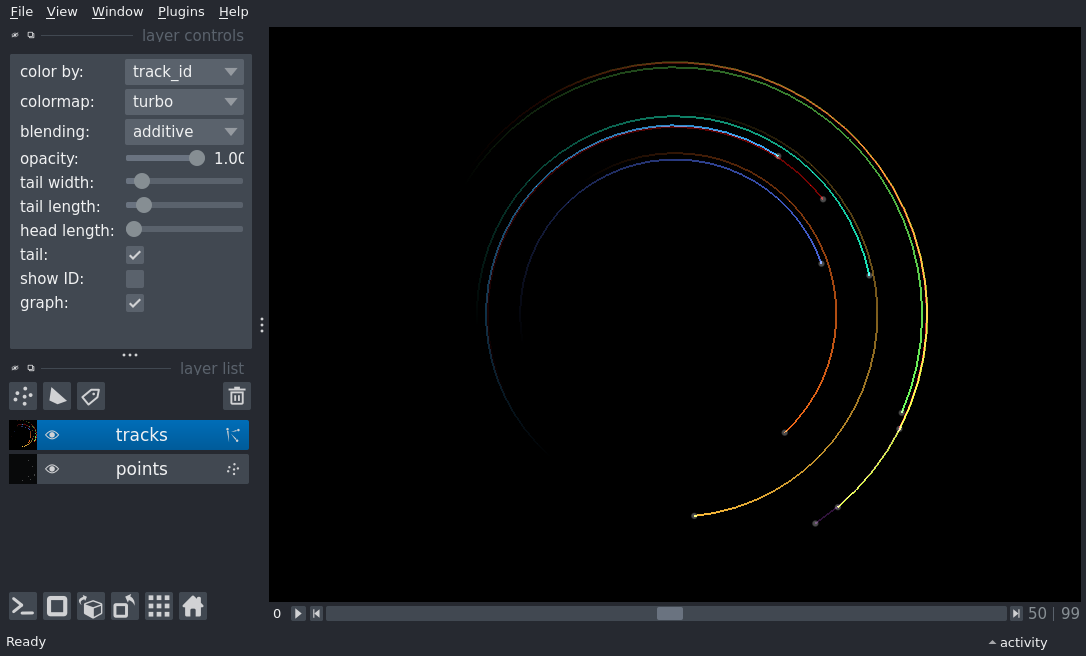 File View Window Plugins Help
layer controls
color by: track_id
colormap: turbo
blending: additive
opacity: 1.00
tail width:
tail length:
head length:
tail:
show ID:
graph:
layer list
tracks
points
0 50 | 99
Ready activity